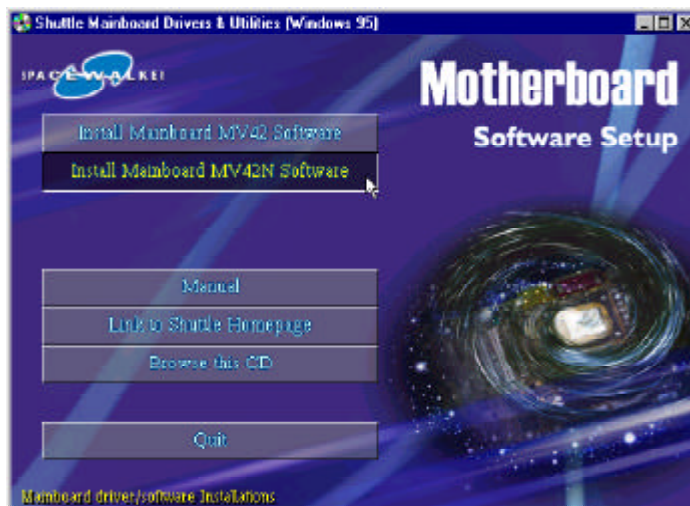 Shuttle Mainboard Drivers & Utilities (Windows 95)
SPACEWALKER
Motherboard
Software Setup
Install Mainboard MV42 Software
Install Mainboard MV42N Software
Manual
Link to Shuttle Homepage
Browse this CD
Quit
Mainboard driver/software Installations